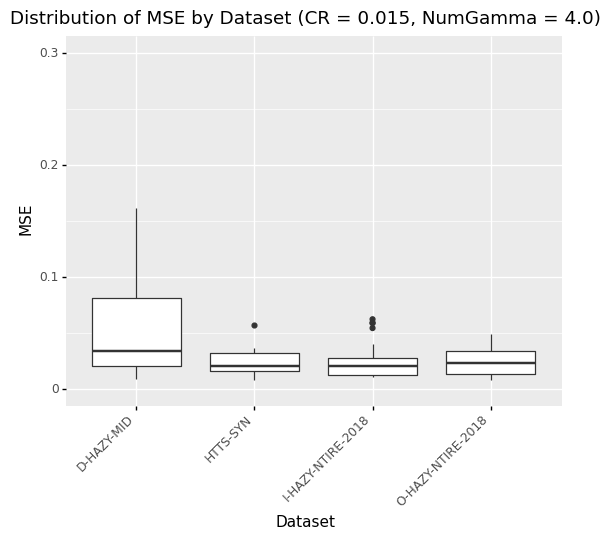 Distribution of MSE by Dataset (CR = 0.015, NumGamma = 4.0)
0.3
0.2
MSE
0.1
0
D-HAZY-MID
HTTS-SYN
I-HAZY-NTIRE-2018
O-HAZY-NTIRE-2018
Dataset